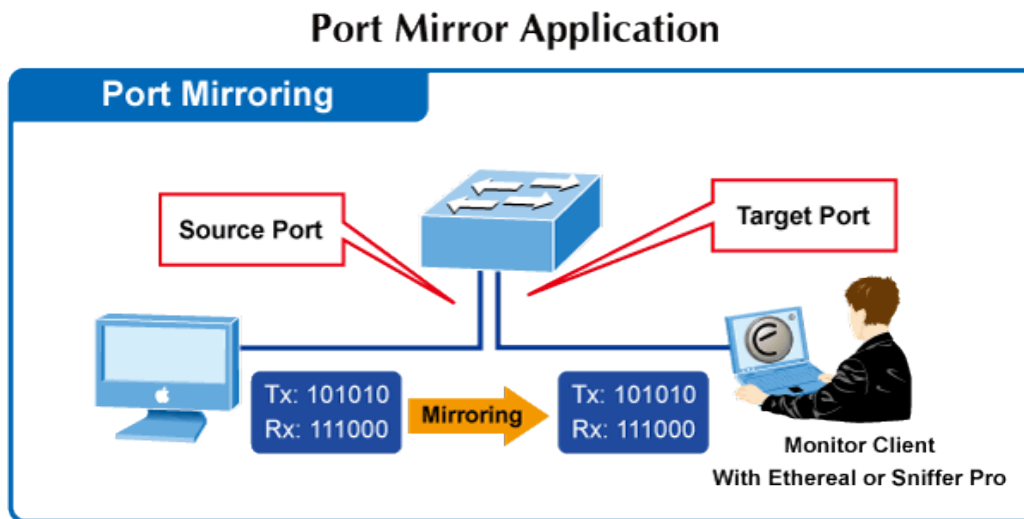 Port Mirror Application
Port Mirroring
Source Port
Target Port
Tx: 101010
Rx: 111000
Mirroring
Tx: 101010
Rx: 111000
Monitor Client
With Ethereal or Sniffer Pro